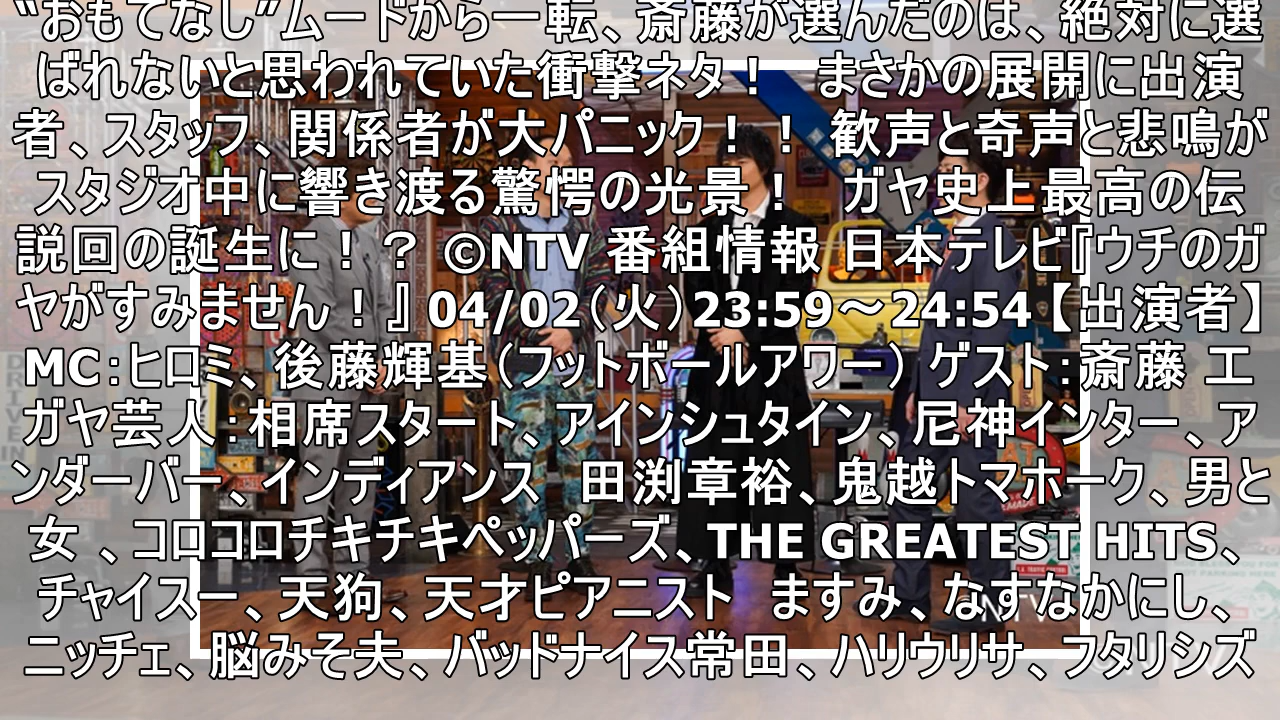 “おもてなし”ムードから一転、斎藤が選んだのは、絶対に選
ばれないと思われていた衝撃ネタ！　まさかの展開に出演
者、スタッフ、関係者が大パニック！！ 歓声と奇声と悲鳴が
スタジオ中に響き渡る驚愕の光景！　ガヤ史上最高の伝
説回の誕生に！？ ©NTV 番組情報 日本テレビ『ウチのガ
ヤがすみません！』 04/02（火）23:59～24:54【出演者】
MC：ヒロミ、後藤輝基（フットボールアワー） ゲスト：斎藤 工
ガヤ芸人：相席スタート、アインシュタイン、尼神インター、ア
ンダーバー、インディアンス　田渕章裕、鬼越トマホーク、男と
女 、コロコロチキチキペッパーズ、THE GREATEST HITS、
チャイスー、天狗、天才ピアニスト　ますみ、なすなかにし、
ニッチェ、脳みそ夫、バッドナイス常田、ハリウリサ、フタリシズ
©NTV